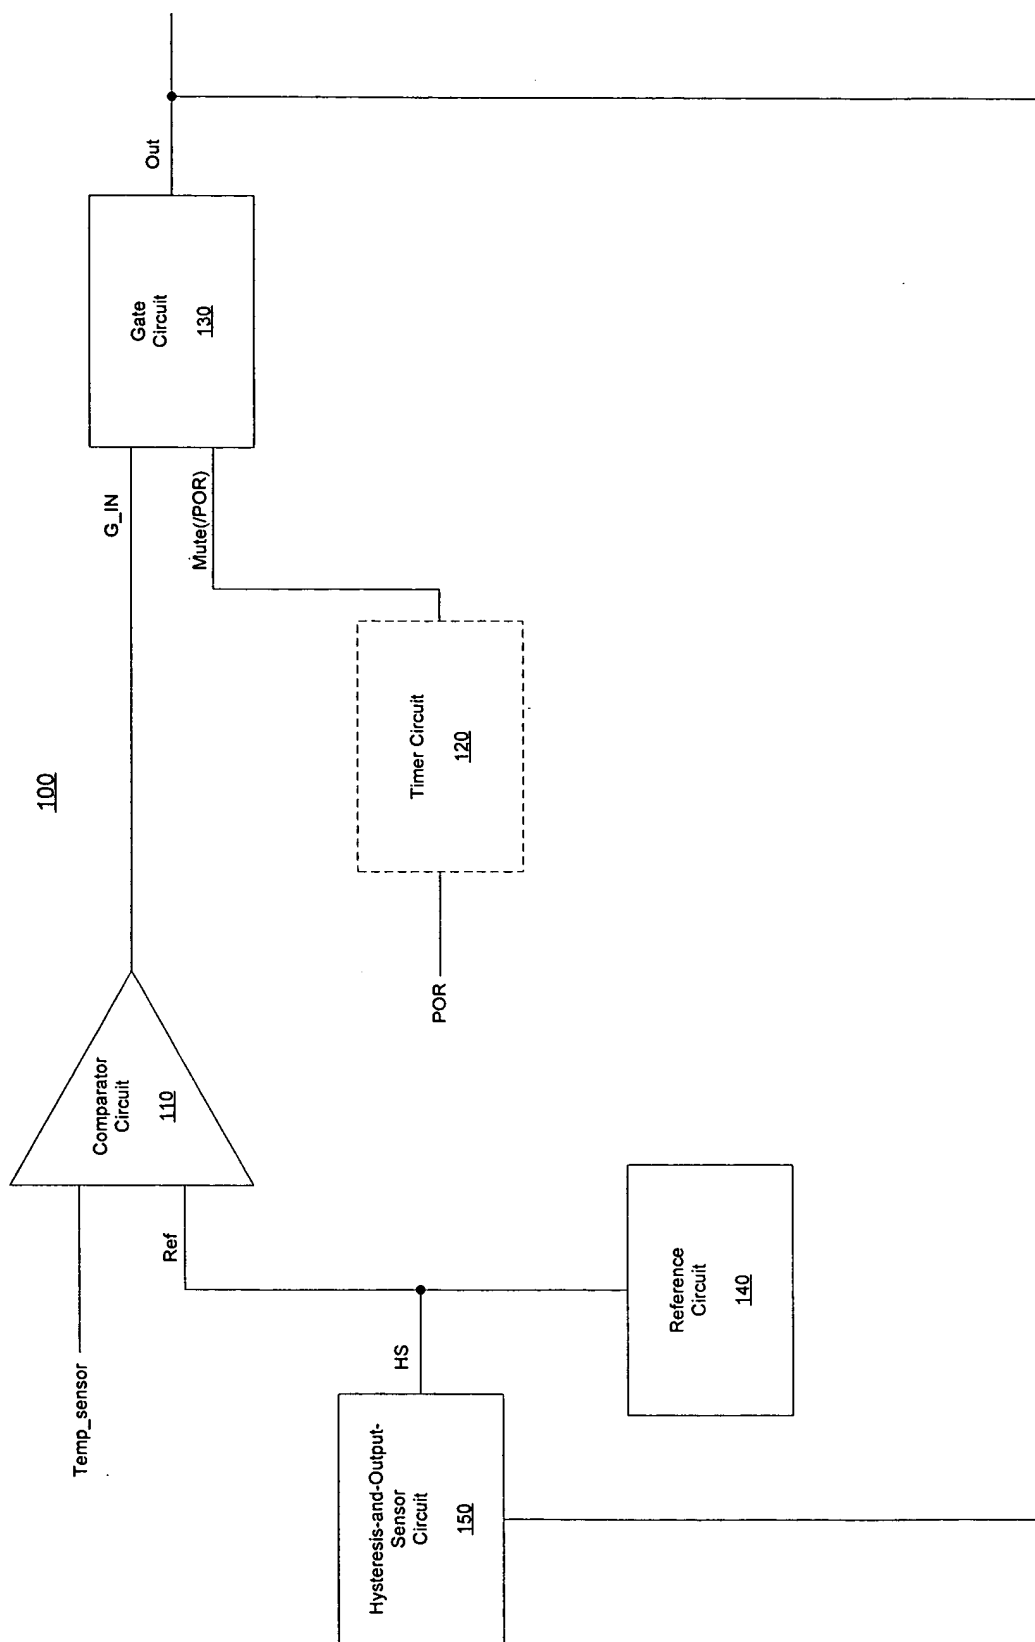 100
Temp_sensor
Ref
Comparator
Circuit
110
G_IN
Gate
Circuit
130
Out
Mute(/POR)
Timer Circuit
120
POR
HS
Hysteresis-and-Output-
Sensor
Circuit
150
Reference
Circuit
140